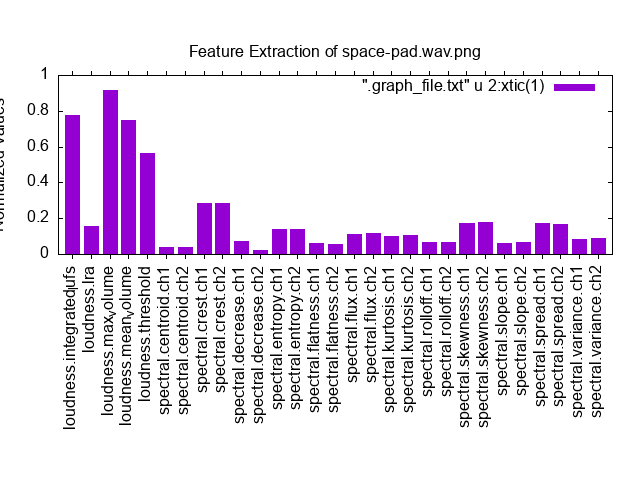 Feature Extraction of space-pad.wav.png
".graph_file.txt" u 2:xtic(1)
Normalized Values
1
0.8
0.6
0.4
0.2
0
loudness.integratedlufs
loudness.lra
loudness.maxvolume
loudness.meanvolume
loudness.threshold
spectral.centroid.ch1
spectral.centroid.ch2
spectral.crest.ch1
spectral.crest.ch2
spectral.decrease.ch1
spectral.decrease.ch2
spectral.entropy.ch1
spectral.entropy.ch2
spectral.flatness.ch1
spectral.flatness.ch2
spectral.flux.ch1
spectral.flux.ch2
spectral.kurtosis.ch1
spectral.kurtosis.ch2
spectral.rolloff.ch1
spectral.rolloff.ch2
spectral.skewness.ch1
spectral.skewness.ch2
spectral.slope.ch1
spectral.slope.ch2
spectral.spread.ch1
spectral.spread.ch2
spectral.variance.ch1
spectral.variance.ch2